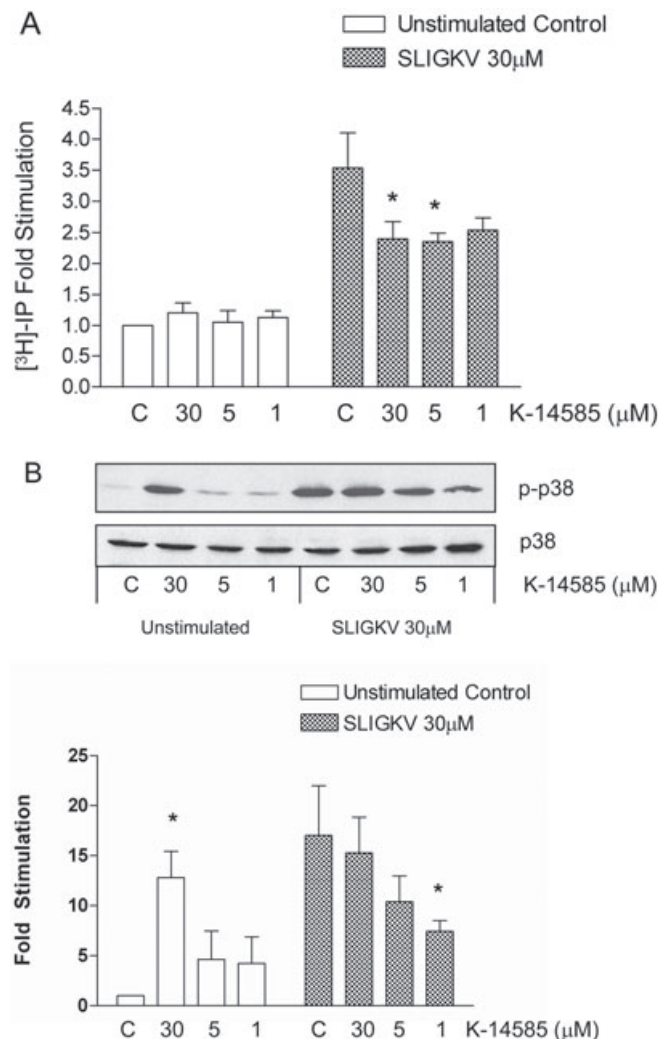 A
Unstimulated Control
SLIGKV 30µM
[³H]-IP Fold Stimulation
4.5
4.0
3.5
3.0
2.5
2.0
1.5
1.0
0.5
0.0
* *
C 30 5 1 C 30 5 1 K-14585 (µM)
B
p-p38
p38
C 30 5 1 C 30 5 1 K-14585 (µM)
Unstimulated SLIGKV 30µM
Unstimulated Control
SLIGKV 30µM
Fold Stimulation
25
20
15
10
5
0
* *
C 30 5 1 C 30 5 1 K-14585 (µM)